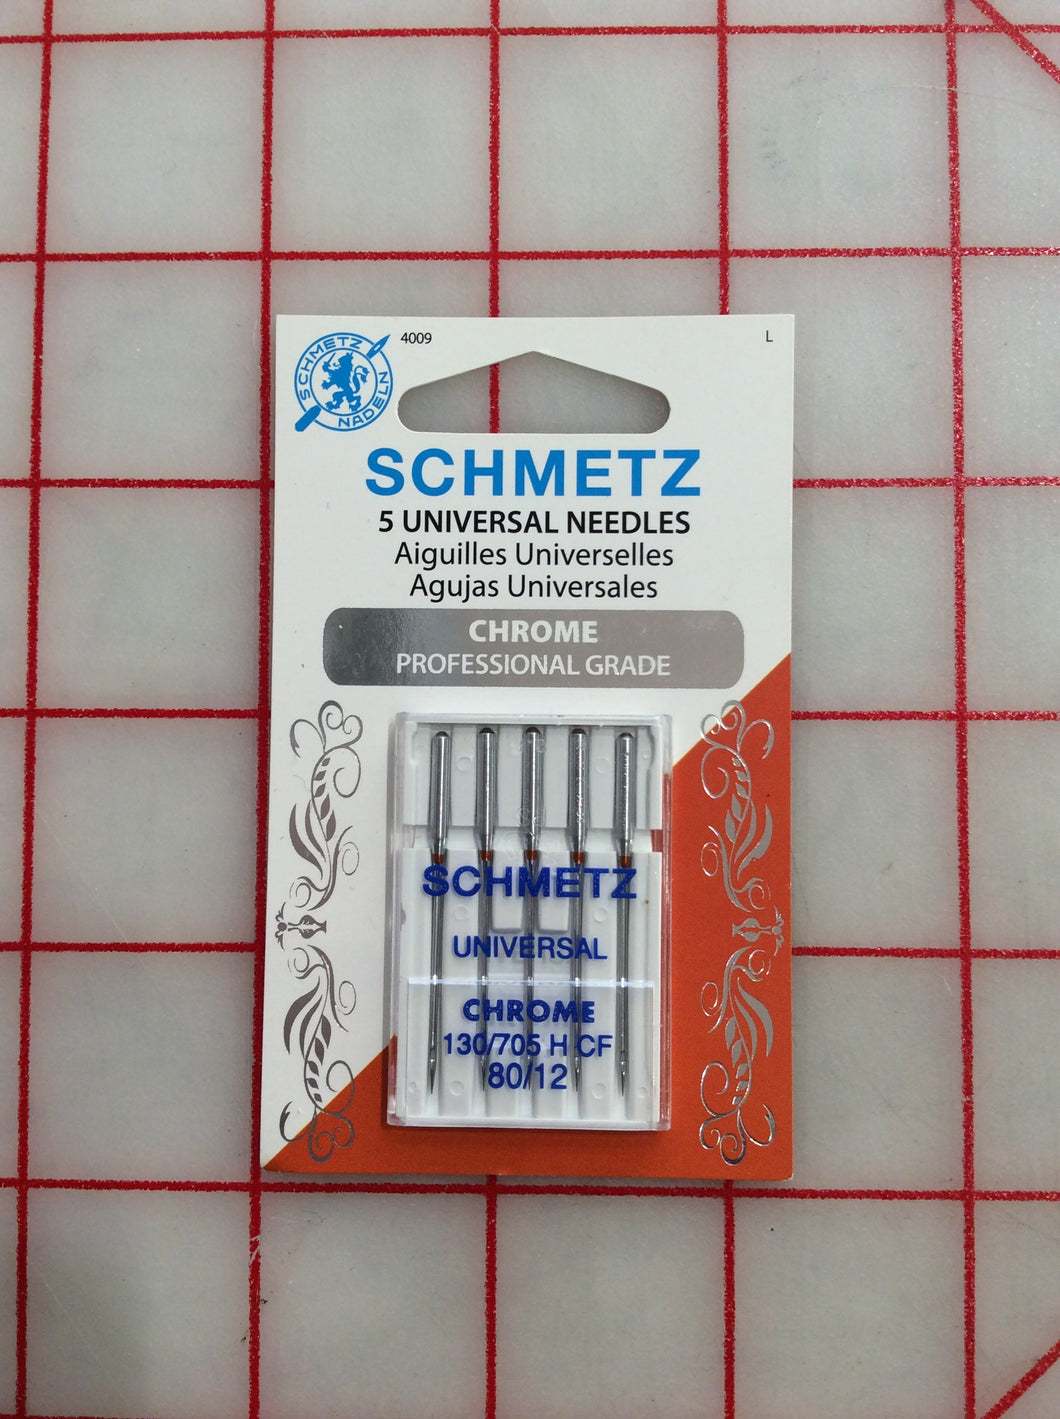 4009
L
SCHMETZ
NADELN
SCHMETZ
5 UNIVERSAL NEEDLES
Aiguilles Universelles
Agujas Universales
CHROME
PROFESSIONAL GRADE
SCHMETZ
UNIVERSAL
CHROME
130/705 H CF
80/12